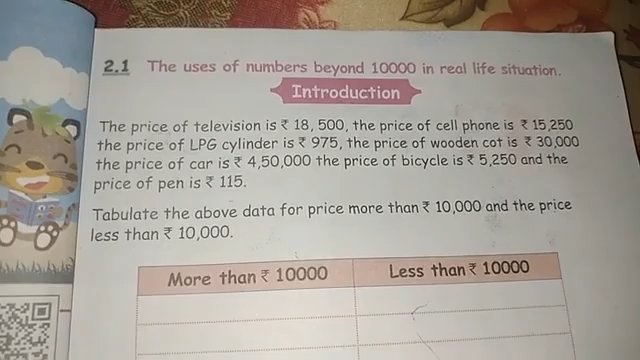 2.1 The uses of numbers beyond 10000 in real life situation.
Introduction
The price of television is ₹ 18, 500, the price of cell phone is ₹ 15,250
the price of LPG cylinder is ₹ 975, the price of wooden cot is ₹ 30,000
the price of car is ₹ 4,50,000 the price of bicycle is ₹ 5,250 and the
price of pen is ₹ 115.
Tabulate the above data for price more than ₹ 10,000 and the price
less than ₹ 10,000.
More than ₹ 10000 Less than ₹ 10000